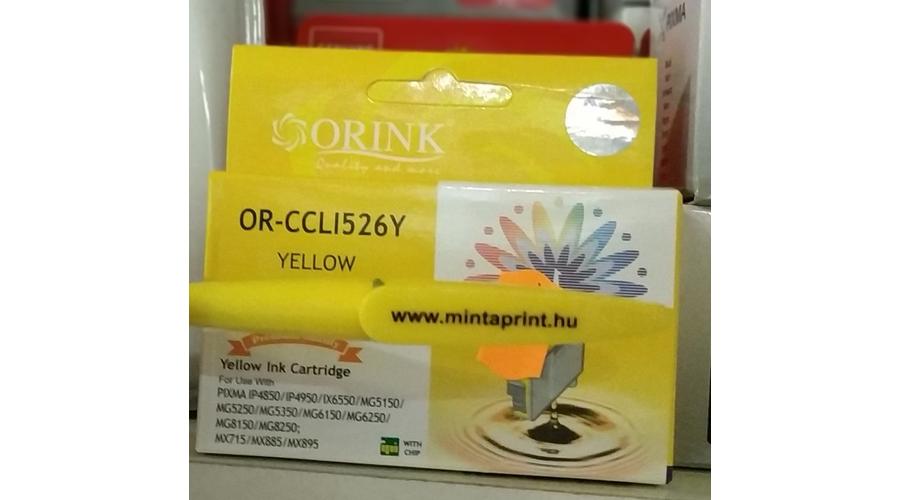 PIXMA
ORINK
Quality and more
OR-CCLI526Y
YELLOW
www.mintaprint.hu
Yellow Ink Cartridge
For Use With
PIXMA IP4850/IP4950/IX6550/MG5150/
MG5250/MG5350/MG6150/MG6250/
MG8150/MG8250;
MX715/MX885/MX895
WITH
CHIP